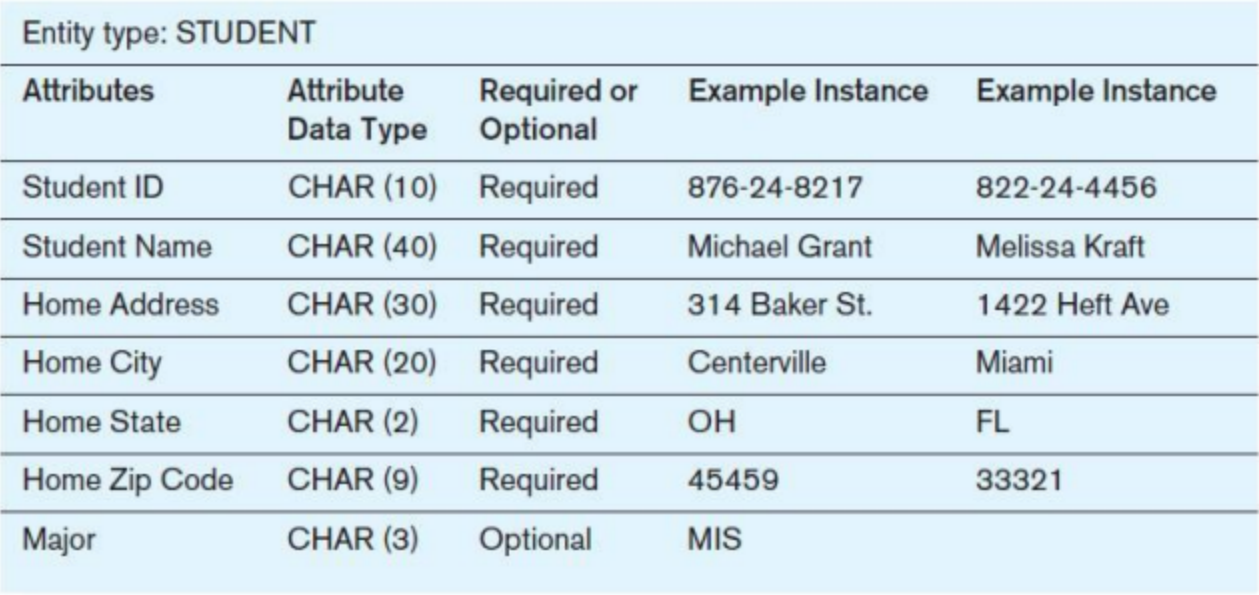 Entity type: STUDENT
Attributes Attribute Data Type Required or Optional Example Instance Example Instance
Student ID CHAR (10) Required 876-24-8217 822-24-4456
Student Name CHAR (40) Required Michael Grant Melissa Kraft
Home Address CHAR (30) Required 314 Baker St. 1422 Heft Ave
Home City CHAR (20) Required Centerville Miami
Home State CHAR (2) Required OH FL
Home Zip Code CHAR (9) Required 45459 33321
Major CHAR (3) Optional MIS